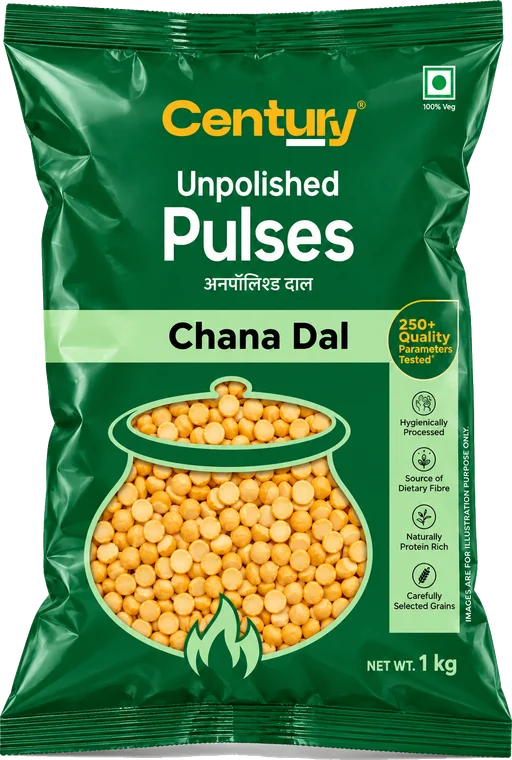 Century®
100% Veg
Unpolished
Pulses
अनपॉलिश्ड दाल
Chana Dal
250+
Quality
Parameters
Tested*
Hygienically
Processed
Source of
Dietary Fibre
Naturally
Protein Rich
Carefully
Selected Grains
IMAGES ARE FOR ILLUSTRATION PURPOSE ONLY.
NET WT. 1 kg